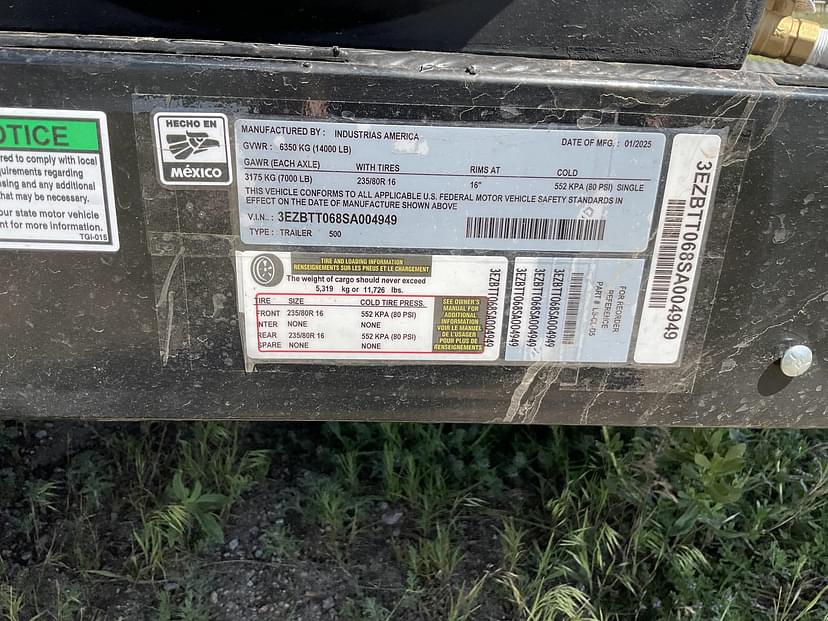 OTICE
red to comply with local
quirements regarding
nsing and any additional
that may be necessary.
our state motor vehicle
nt for more information.
TGI-015
HECHO EN
MÉXICO
MANUFACTURED BY : INDUSTRIAS AMERICA
DATE OF MFG. : 01/2025
GVWR : 6350 KG (14000 LB)
GAWR (EACH AXLE) WITH TIRES RIMS AT COLD
3175 KG (7000 LB) 235/80R 16 16" 552 KPA (80 PSI) SINGLE
THIS VEHICLE CONFORMS TO ALL APPLICABLE U.S. FEDERAL MOTOR VEHICLE SAFETY STANDARDS IN
EFFECT ON THE DATE OF MANUFACTURE SHOWN ABOVE
V.I.N.: 3EZBTT068SA004949
TYPE : TRAILER 500
TIRE AND LOADING INFORMATION
RENSEIGNEMENTS SUR LES PNEUS ET LE CHARGEMENT
The weight of cargo should never exceed
5,319 kg or 11,726 lbs.
TIRE SIZE COLD TIRE PRESS.
FRONT 235/80R 16 552 KPA (80 PSI)
INTER NONE NONE
REAR 235/80R 16 552 KPA (80 PSI)
SPARE NONE NONE
SEE OWNER'S
MANUAL FOR
ADDITIONAL
INFORMATION
VOIR LE MANUEL
DE L'USAGER
POUR PLUS DE
RENSEIGNEMENTS
3EZBTT068SA004949
3EZBTT068SA004949
3EZBTT068SA004949
3EZBTT068SA004949
FOR REORDER
REFERENCE
PART # LS-CL-05
3EZBTT068SA004949